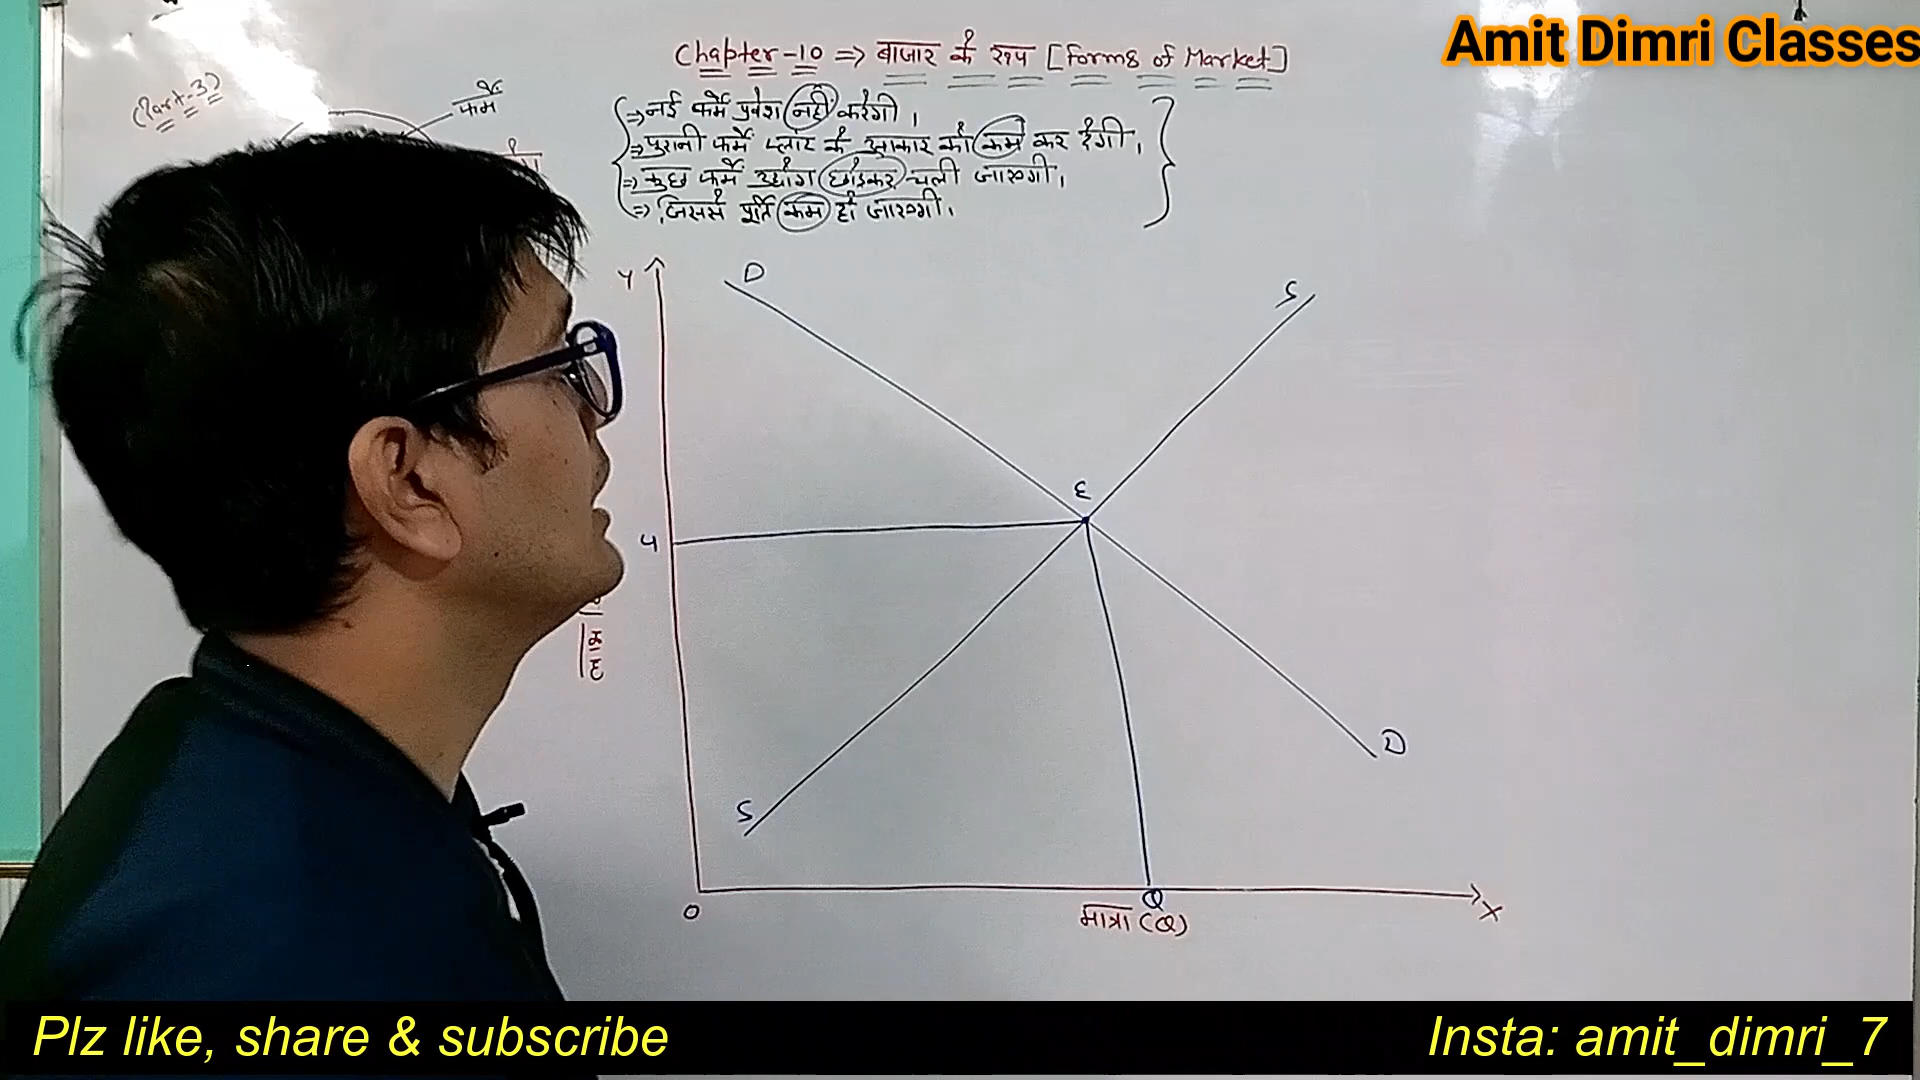 Amit Dimri Classes
Chapter-10 => बाजार के रूप [Forms of Market]
(Part-3)
फर्में
=> नई फर्में प्रवेश नहीं करेगी।
=> पुरानी फर्में प्लांट के आकार को कम कर देंगी।
=> कुछ फर्में उद्योग छोड़कर चली जाएगी।
=> जिससे पूर्ति कम हो जाएगी।
Y
D
S
E
S
D
O
Q
X
मात्रा (Q)
Plz like, share & subscribe
Insta: amit_dimri_7